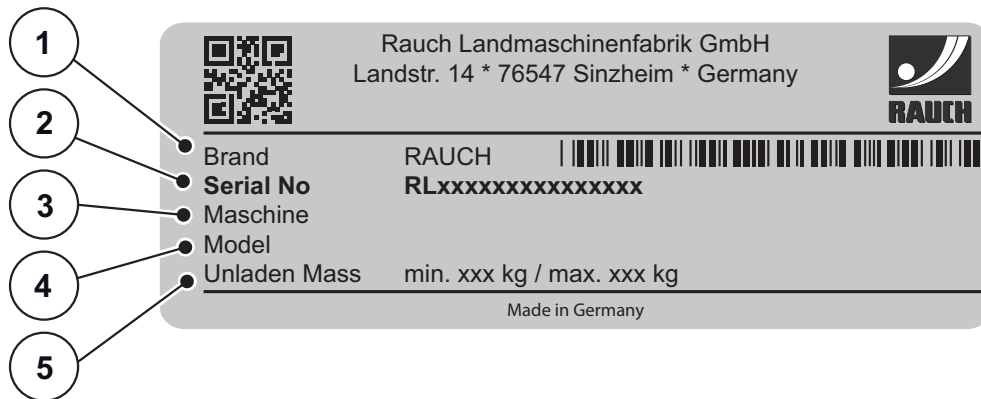 Rauch Landmaschinenfabrik GmbH
Landstr. 14 * 76547 Sinzheim * Germany
RAUCH
1
Brand RAUCH
2
Serial No RLxxxxxxxxxxxxxxx
3
Maschine
4
Model
5
Unladen Mass min. xxx kg / max. xxx kg
Made in Germany